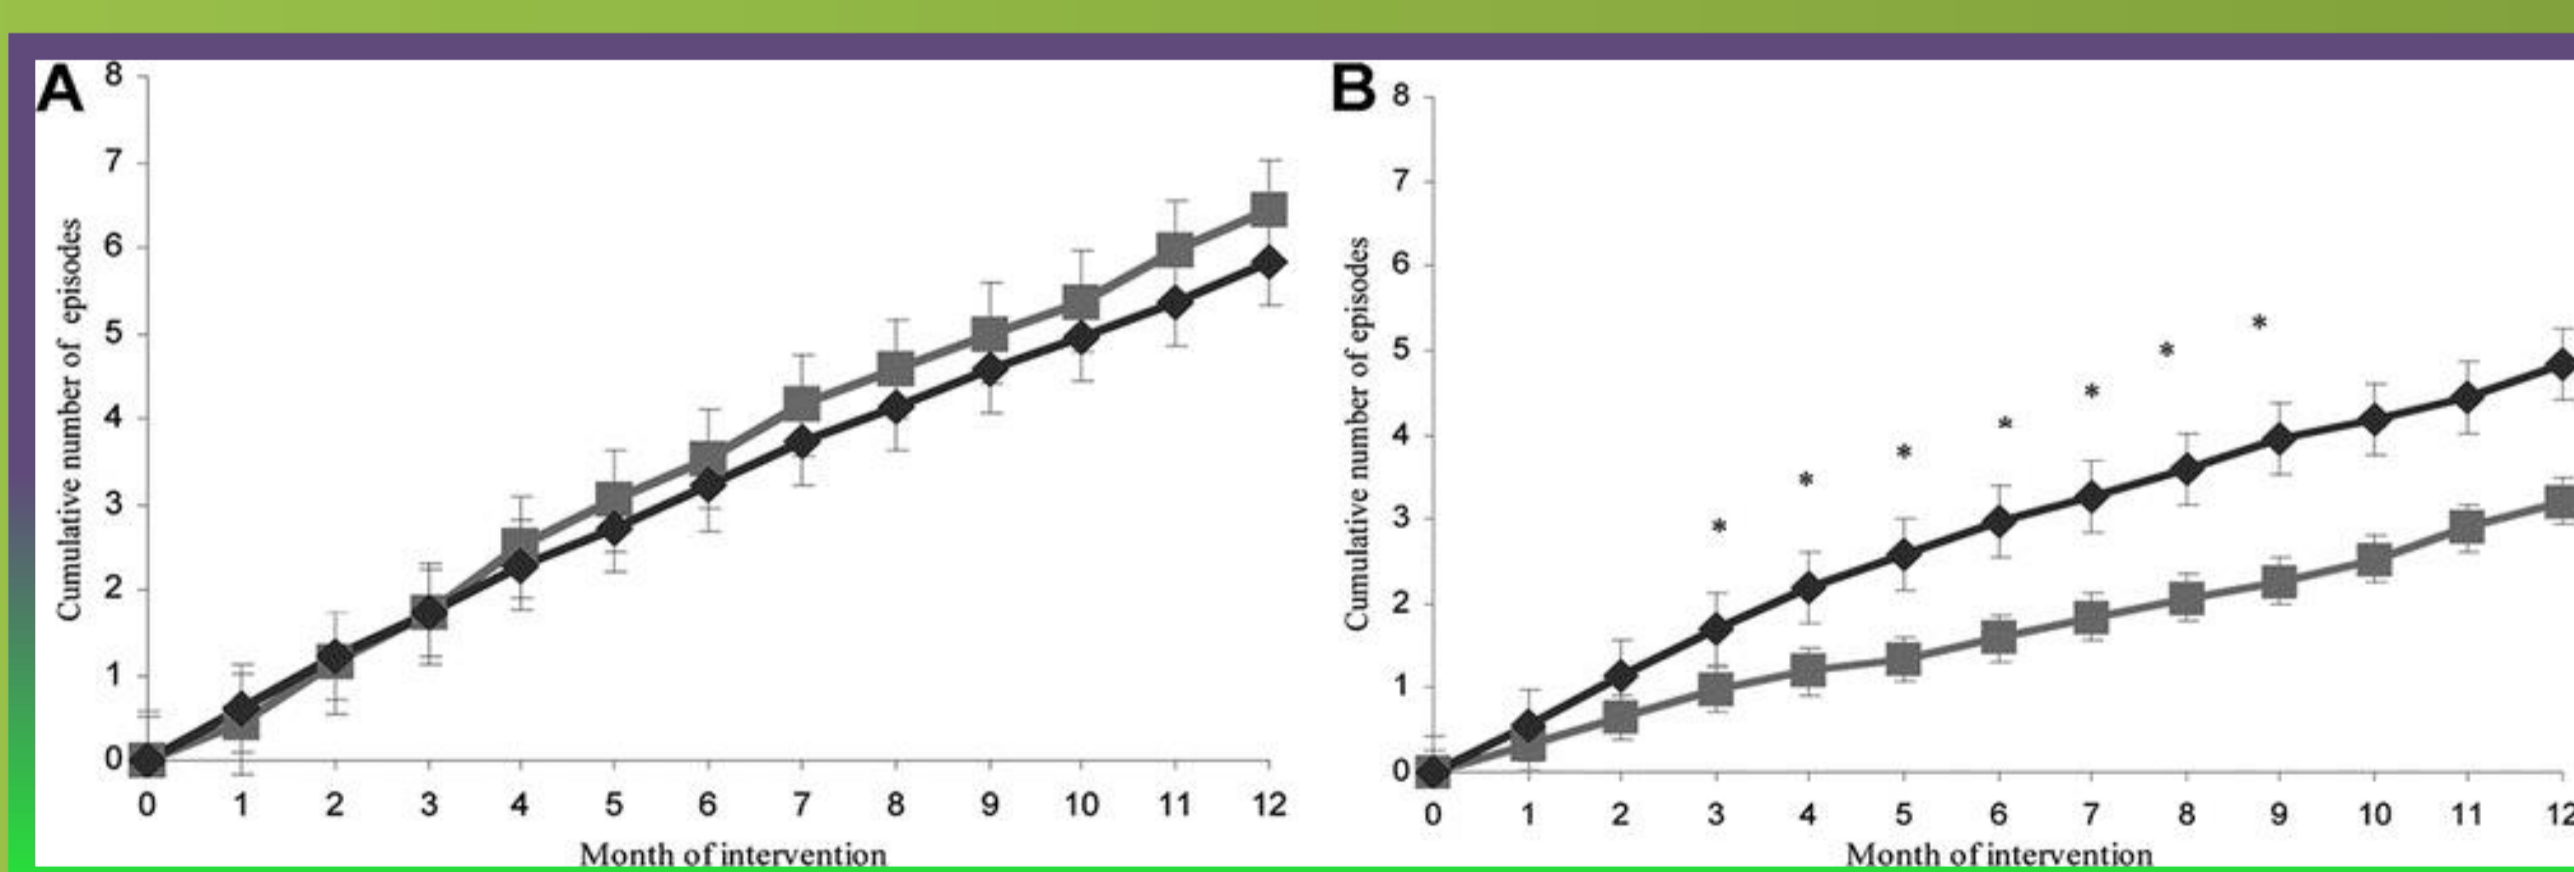 A
8
7
6
5
4
3
2
1
0
Cumulative number of episodes
0 1 2 3 4 5 6 7 8 9 10 11 12
Month of intervention
B
8
7
6
5
4
3
2
1
0
Cumulative number of episodes
* * * * * * *
0 1 2 3 4 5 6 7 8 9 10 11 12
Month of intervention